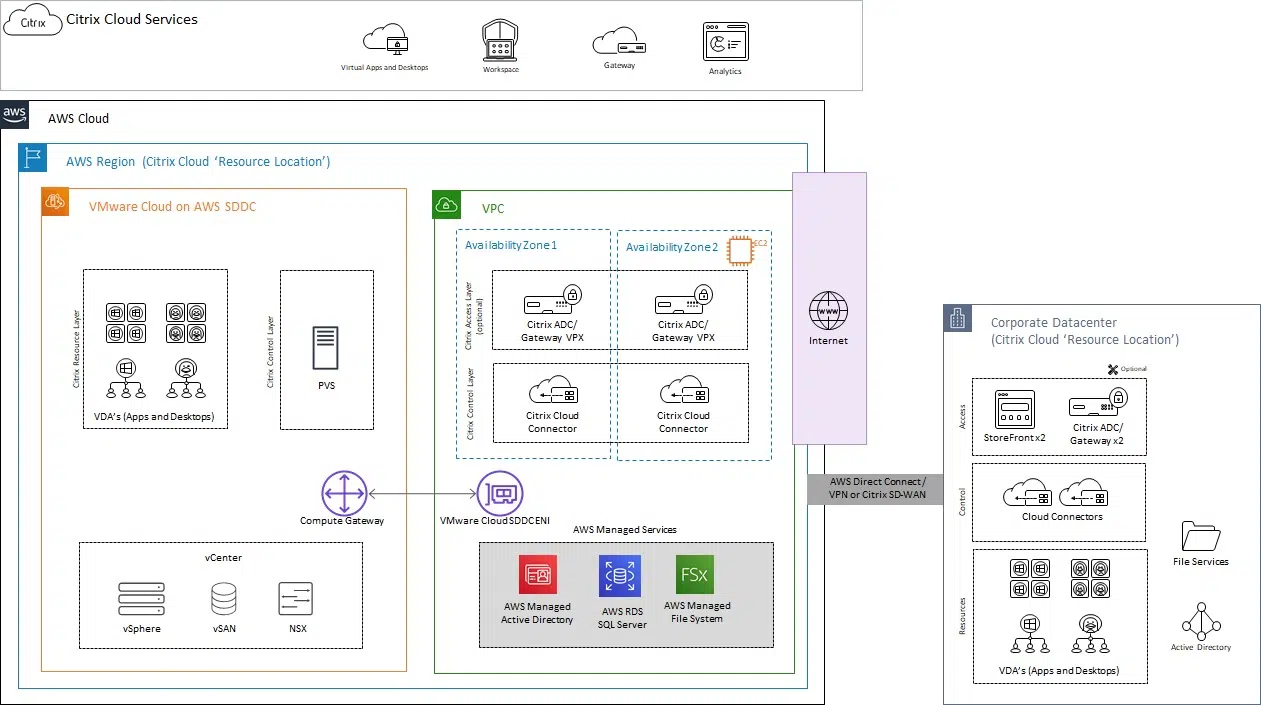 Citrix
Citrix Cloud Services
Virtual Apps and Desktops
Workspace
Gateway
Analytics
aws
AWS Cloud
AWS Region (Citrix Cloud ‘Resource Location’)
VMware Cloud on AWS SDDC
Citrix Resource Layer
VDA's (Apps and Desktops)
Citrix Control Layer
PVS
Compute Gateway
vCenter
vSphere
vSAN
NSX
VPC
Availability Zone 1
Availability Zone 2
EC2
Citrix Access Layer
(optional)
Citrix ADC/
Gateway VPX
Citrix ADC/
Gateway VPX
Citrix Control Layer
Citrix Cloud
Connector
Citrix Cloud
Connector
VMware Cloud SDDC ENI
AWS Managed Services
AWS Managed
Active Directory
AWS RDS
SQL Server
FSx
AWS Managed
File System
WWW
Internet
AWS Direct Connect/
VPN or Citrix SD-WAN
Corporate Datacenter
(Citrix Cloud ‘Resource Location’)
Optional
Access
StoreFront x2
Citrix ADC/
Gateway x2
Control
Cloud Connectors
Resources
VDA's (Apps and Desktops)
File Services
Active Directory